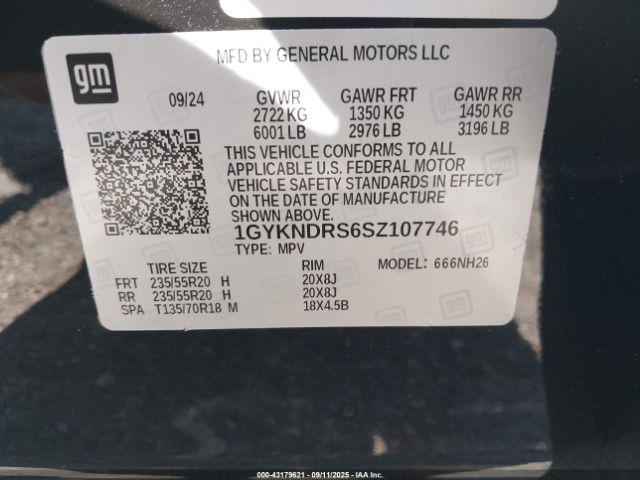 gm
MFD BY GENERAL MOTORS LLC
09/24 GVWR GAWR FRT GAWR RR
2722 KG 1350 KG 1450 KG
6001 LB 2976 LB 3196 LB
THIS VEHICLE CONFORMS TO ALL
APPLICABLE U.S. FEDERAL MOTOR
VEHICLE SAFETY STANDARDS IN EFFECT
ON THE DATE OF MANUFACTURE
SHOWN ABOVE.
1GYKNDRS6SZ107746
TYPE: MPV
TIRE SIZE RIM MODEL: 666NH26
FRT 235/55R20 H 20X8J
RR 235/55R20 H 20X8J
SPA T135/70R18 M 18X4.5B
000-43179621 - 09/11/2025 - IAA Inc.